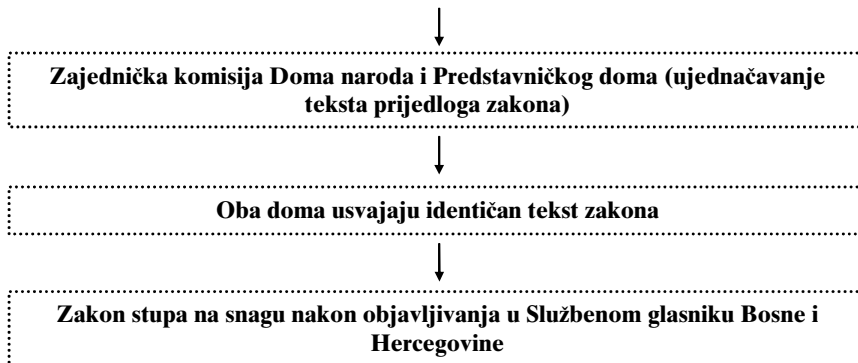 Zajednička komisija Doma naroda i Predstavničkog doma (ujednačavanje
teksta prijedloga zakona)
Oba doma usvajaju identičan tekst zakona
Zakon stupa na snagu nakon objavljivanja u Službenom glasniku Bosne i
Hercegovine